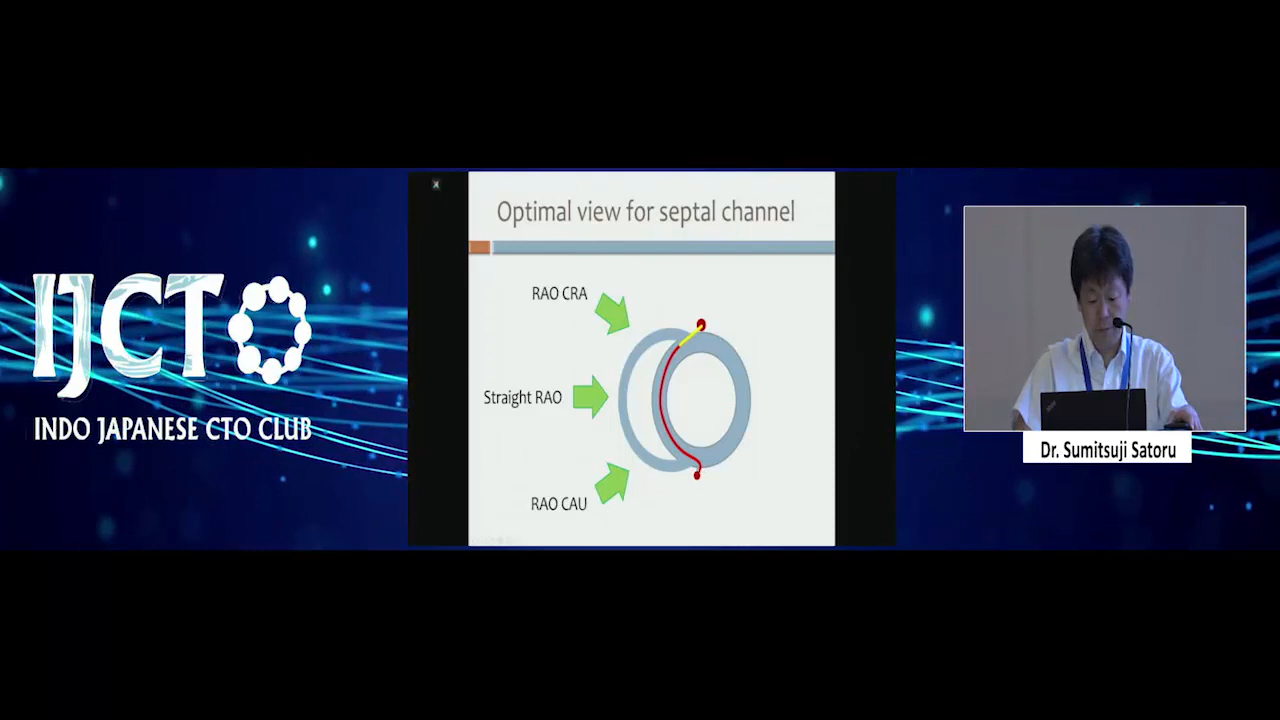 IJCTO
INDO JAPANESE CTO CLUB
Optimal view for septal channel
RAO CRA
Straight RAO
RAO CAU
Dr. Sumitsuji Satoru